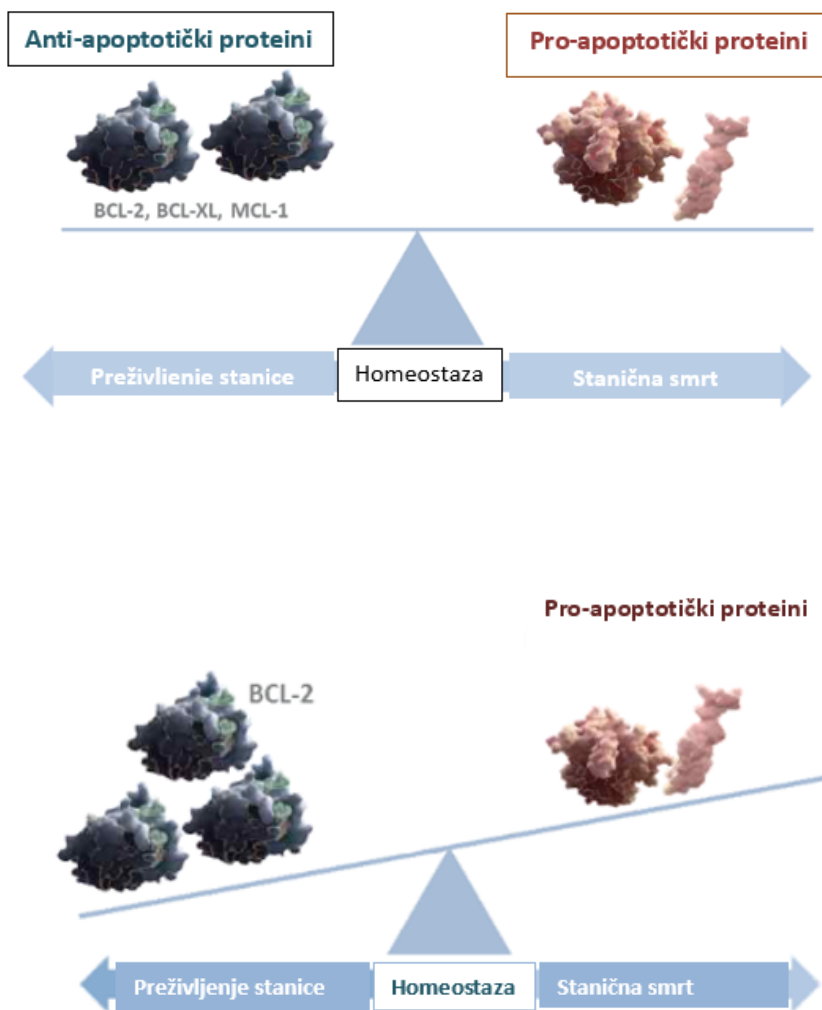 Anti-apoptotički proteini
Pro-apoptotički proteini
BCL-2, BCL-XL, MCL-1
Preživlienie stanice
Homeostaza
Stanična smrt
Pro-apoptotički proteini
BCL-2
Preživljenje stanice
Homeostaza
Stanična smrt